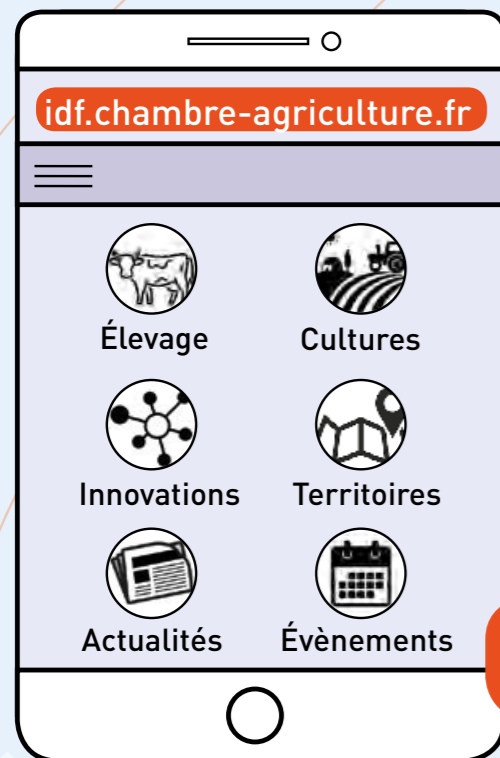 idf.chambre-agriculture.fr
Élevage Cultures
Innovations Territoires
Actualités Évènements